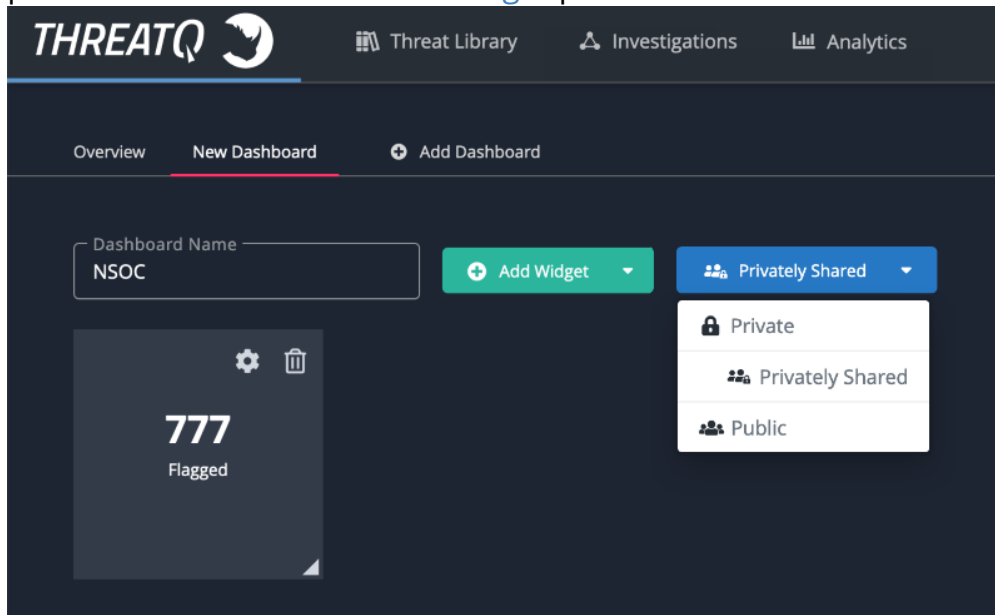 THREATQ
Threat Library
Investigations
Analytics
Overview
New Dashboard
Add Dashboard
Dashboard Name
NSOC
Add Widget
Privately Shared
Private
Privately Shared
Public
777
Flagged